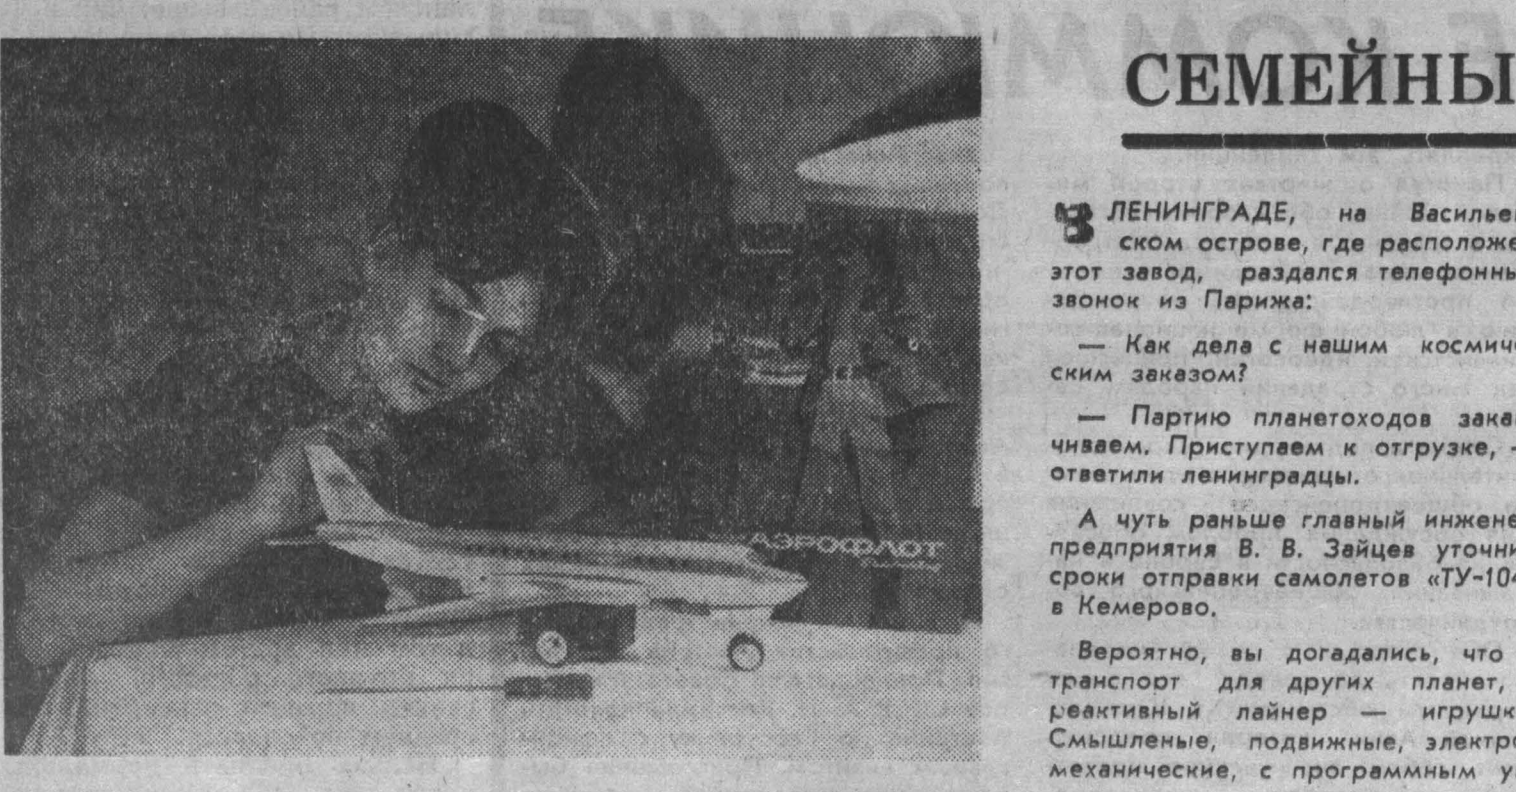 СЕМЕЙНЫ
В ЛЕНИНГРАДЕ, на Василье
ском острове, где расположе
этот завод, раздался телефонны
звонок из Парижа:
— Как дела с нашим космиче
ским заказом?
— Партию планетоходов зака
чиваем. Приступаем к отгрузке, -
ответили ленинградцы.
А чуть раньше главный инжене
предприятия В. В. Зайцев уточни
сроки отправки самолетов «ТУ-104
в Кемерово.
Вероятно, вы догадались, что
транспорт для других планет,
реактивный лайнер — игрушк
Смышленые, подвижные, электро
механические, с программным у
АЭРОФЛОТ